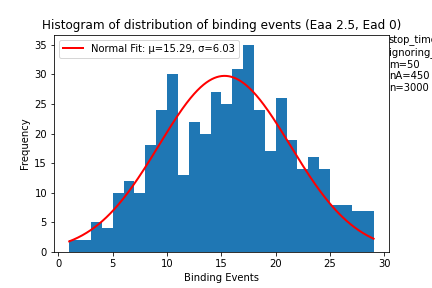 Histogram of distribution of binding events (Eaa 2.5, Ead 0)
Normal Fit: μ=15.29, σ=6.03
m=50
nA=450
n=3000
35
30
25
20
15
10
5
0
Frequency
0 5 10 15 20 25 30
Binding Events